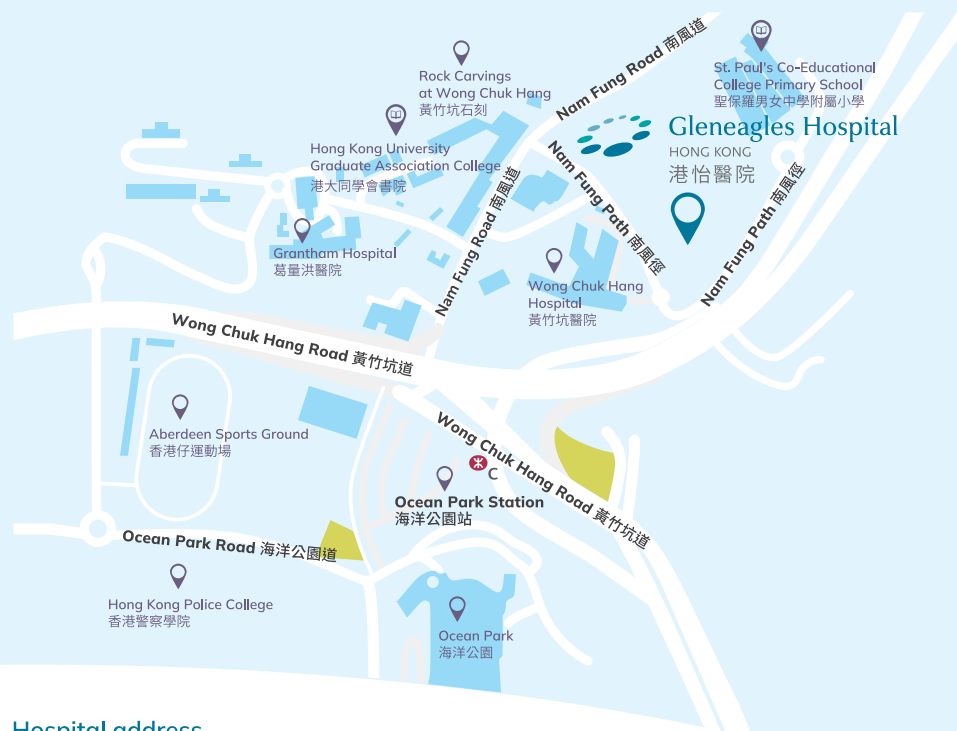 Nam Fung Road 南風道
St. Paul's Co-Educational
College Primary School
聖保羅男女中學附屬小學
Rock Carvings
at Wong Chuk Hang
黃竹坑石刻
Gleneagles Hospital
HONG KONG
港怡醫院
Hong Kong University
Graduate Association College
港大同學會書院
Nam Fung Path 南風徑
Nam Fung Road 南風道
Nam Fung Path 南風徑
Grantham Hospital
葛量洪醫院
Wong Chuk Hang
Hospital
黃竹坑醫院
Wong Chuk Hang Road 黃竹坑道
Aberdeen Sports Ground
香港仔運動場
Wong Chuk Hang Road 黃竹坑道
C
Ocean Park Station
海洋公園站
Ocean Park Road 海洋公園道
Hong Kong Police College
香港警察學院
Ocean Park
海洋公園
Hospital address